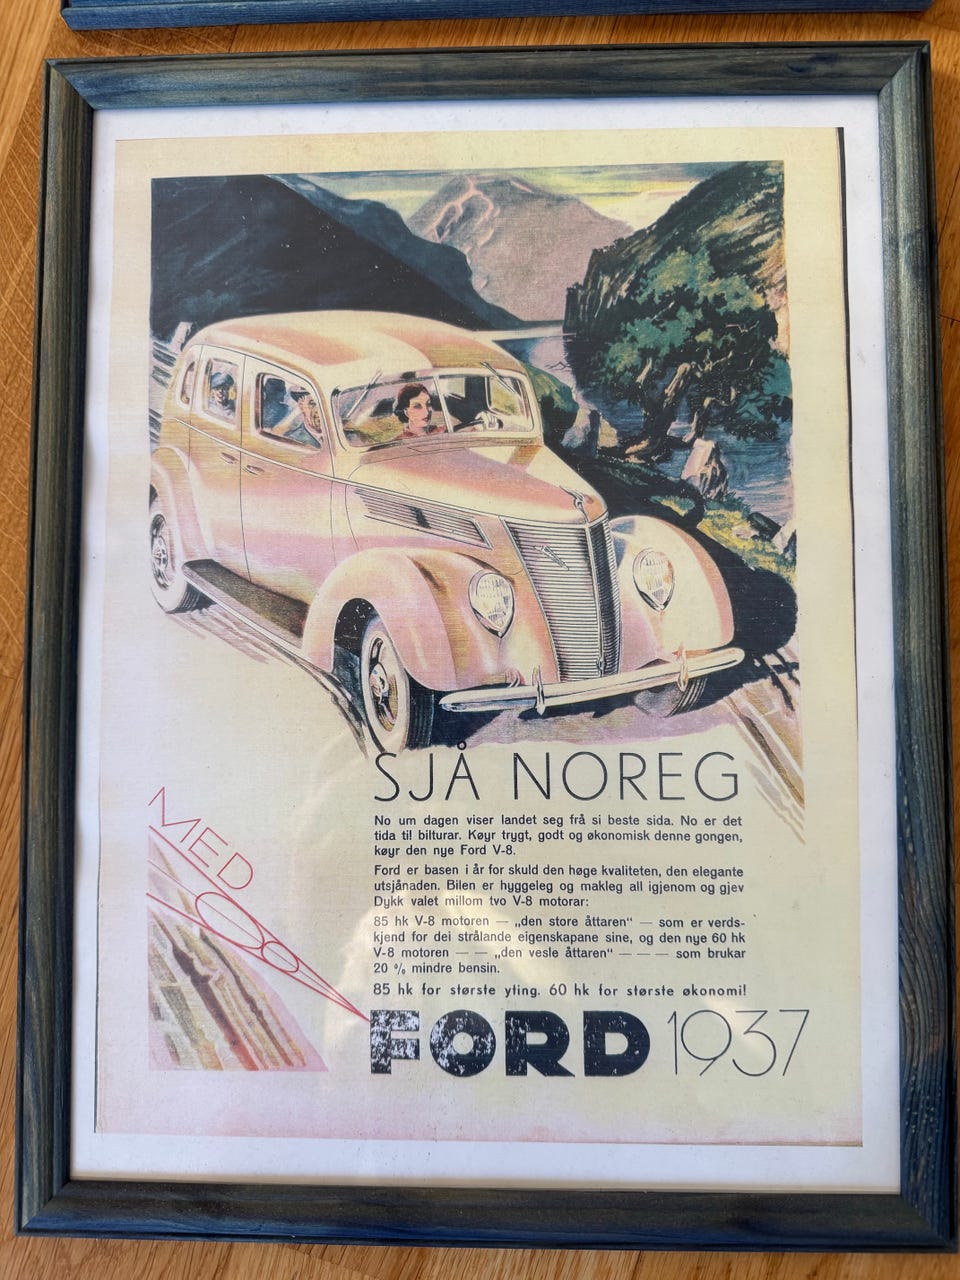 SJÅ NOREG
No um dagen viser landet seg frå si beste sida. No er det
tida til bilturar. Køyr trygt, godt og økonomisk denne gongen,
køyr den nye Ford V-8.
Ford er basen i år for skuld den høge kvaliteten, den elegante
utsjånaden. Bilen er hyggeleg og makleg all igjenom og gjev
Dykk valet millom tvo V-8 motorar:
85 hk V-8 motoren — „den store åttaren“ — som er verds-
kjend for dei strålande eigenskapane sine, og den nye 60 hk
V-8 motoren — — „den vesle åttaren“ — — — som brukar
20 % mindre bensin.
85 hk for største yting. 60 hk for største økonomi!
MED
FORD 1937